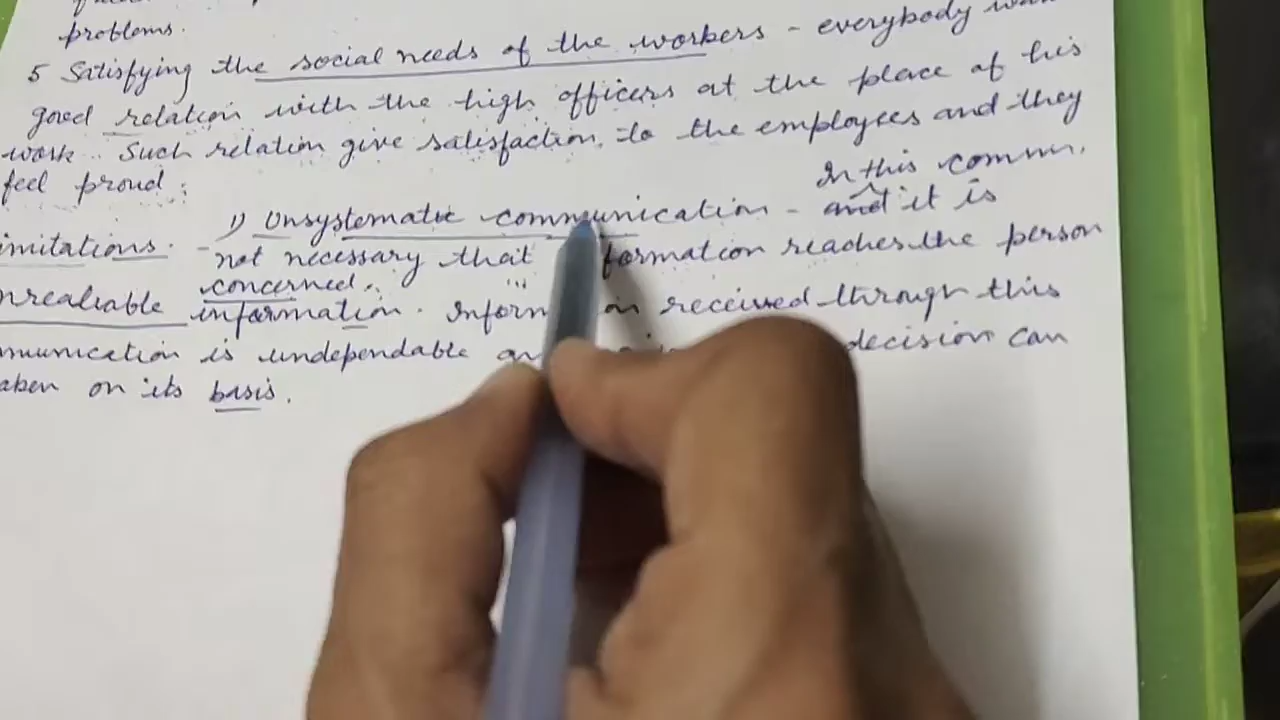 problems.
5 Satisfying the social needs of the workers - everybody
good relation with the high officers at the place of his
work. Such relation give satisfaction to the employees and they
feel proud.
In this commn.
1) Unsystematic communication - and it is
imitations. - not necessary that formation reaches the person
concerned.
nrealiable information. Inform on received through this
munication is undependable decision can
aken on its basis.